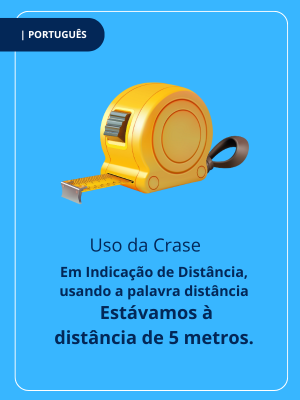 | PORTUGUÊS
Uso da Crase
Em Indicação de Distância,
usando a palavra distância
Estávamos à
distância de 5 metros.